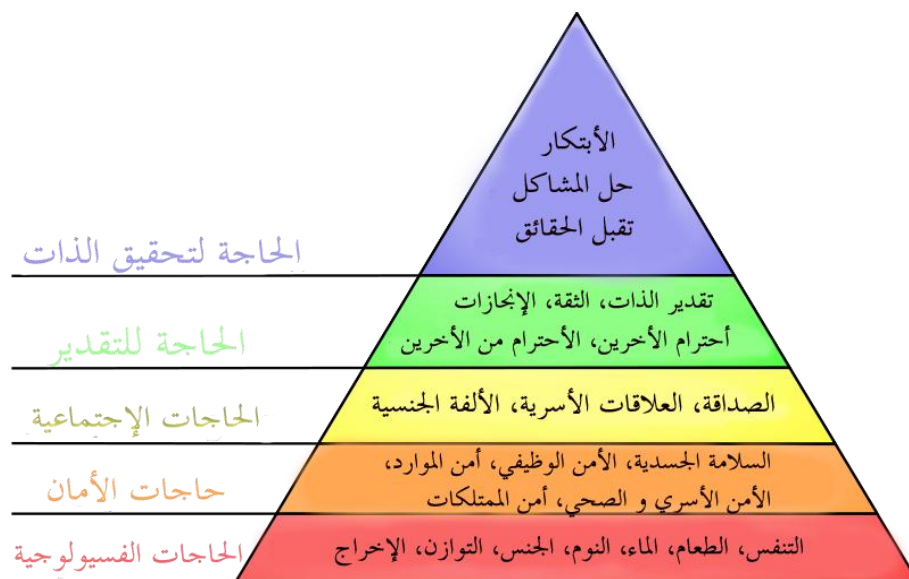 الأبتكار
حل المشاكل
تقبل الحقائق
الحاجة لتحقيق الذات
تقدير الذات، الثقة، الإنجازات
أحترام الأخرين، الأحترام من الأخرين
الحاجة للتقدير
الصداقة، العلاقات الأسرية، الألفة الجنسية
الحاجات الإجتماعية
السلامة الجسدية، الأمن الوظيفي، أمن الموارد،
الأمن الأسري و الصحي، أمن الممتلكات
حاجات الأمان
التنفس، الطعام، الماء، النوم، الجنس، التوازن، الإخراج
الحاجات الفسيولوجية